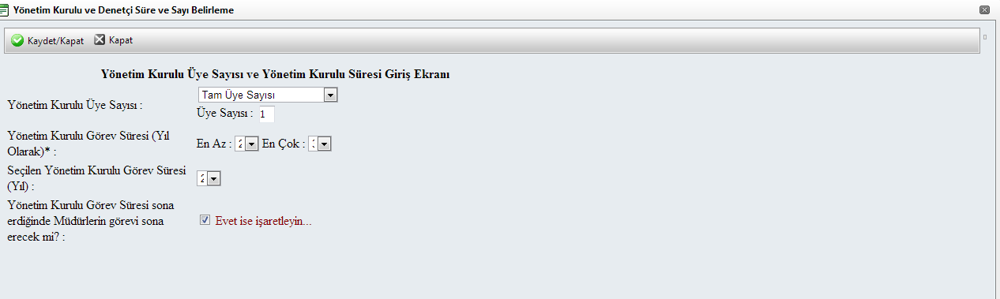 Yönetim Kurulu ve Denetçi Süre ve Sayı Belirleme
Kaydet/Kapat Kapat
Yönetim Kurulu Üye Sayısı ve Yönetim Kurulu Süresi Giriş Ekranı
Yönetim Kurulu Üye Sayısı : Tam Üye Sayısı
Üye Sayısı : 1
Yönetim Kurulu Görev Süresi (Yıl
Olarak)* : En Az : 2 En Çok :
Seçilen Yönetim Kurulu Görev Süresi
(Yıl) : 2
Yönetim Kurulu Görev Süresi sona
erdiğinde Müdürlerin görevi sona
erecek mi? : Evet ise işaretleyin...